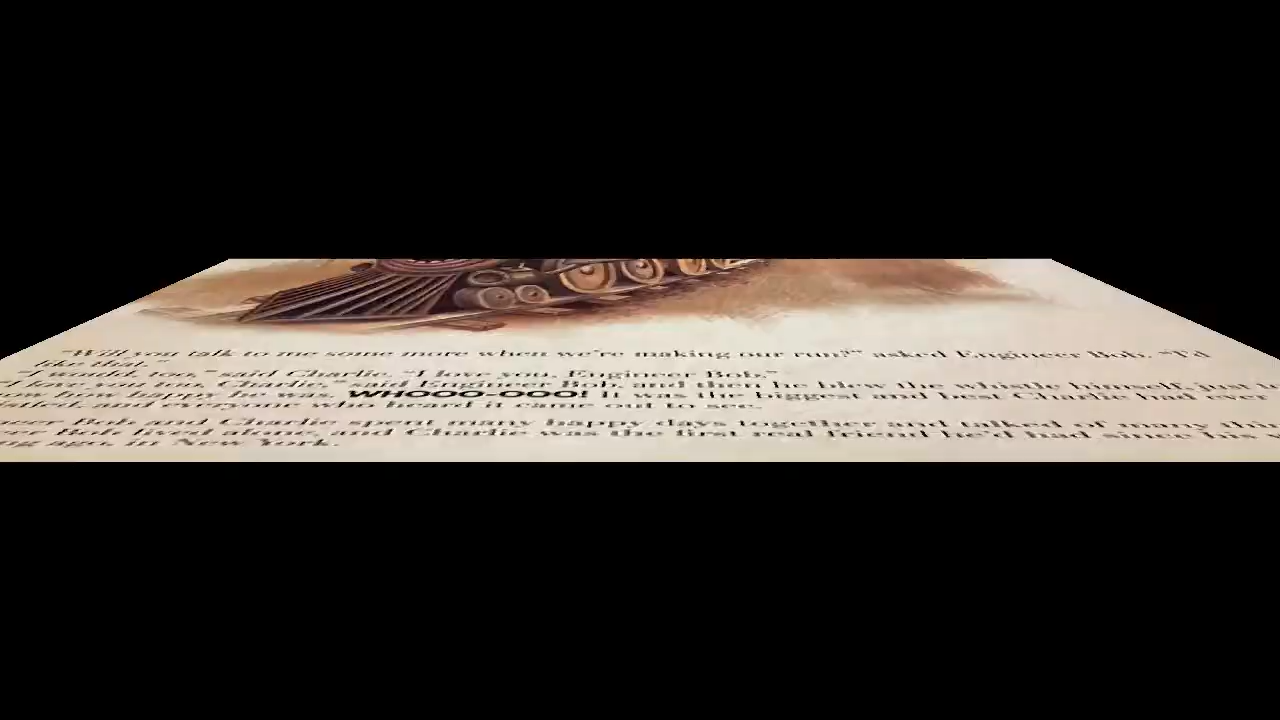 "Will you talk to me some more when we're making our run?" asked Engineer Bob. "I'd
like that."
"I would, too," said Charlie. "I love you, Engineer Bob."
"I love you too, Charlie," said Engineer Bob, and then he blew the whistle himself, just
how happy he was. WHOOO-OOO! It was the biggest and best Charlie had ever
and everyone who heard it came out to see.
Bob and Charlie spent many happy days together and talked of many
Bob lived alone, and Charlie was the first real friend he'd had since his
ago, in New York.